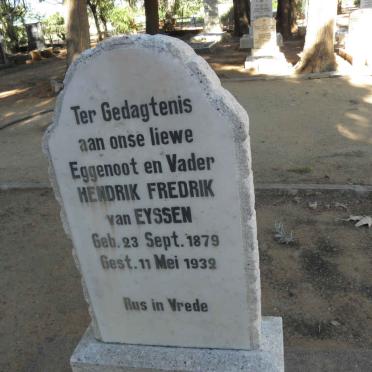 Ter Gedagtenis
aan onse liewe
Eggenoot en Vader
HENDRIK FREDRIK
van EYSSEN
Geb. 23 Sept. 1879
Gest. 11 Mei 1932
Rus in Vrede